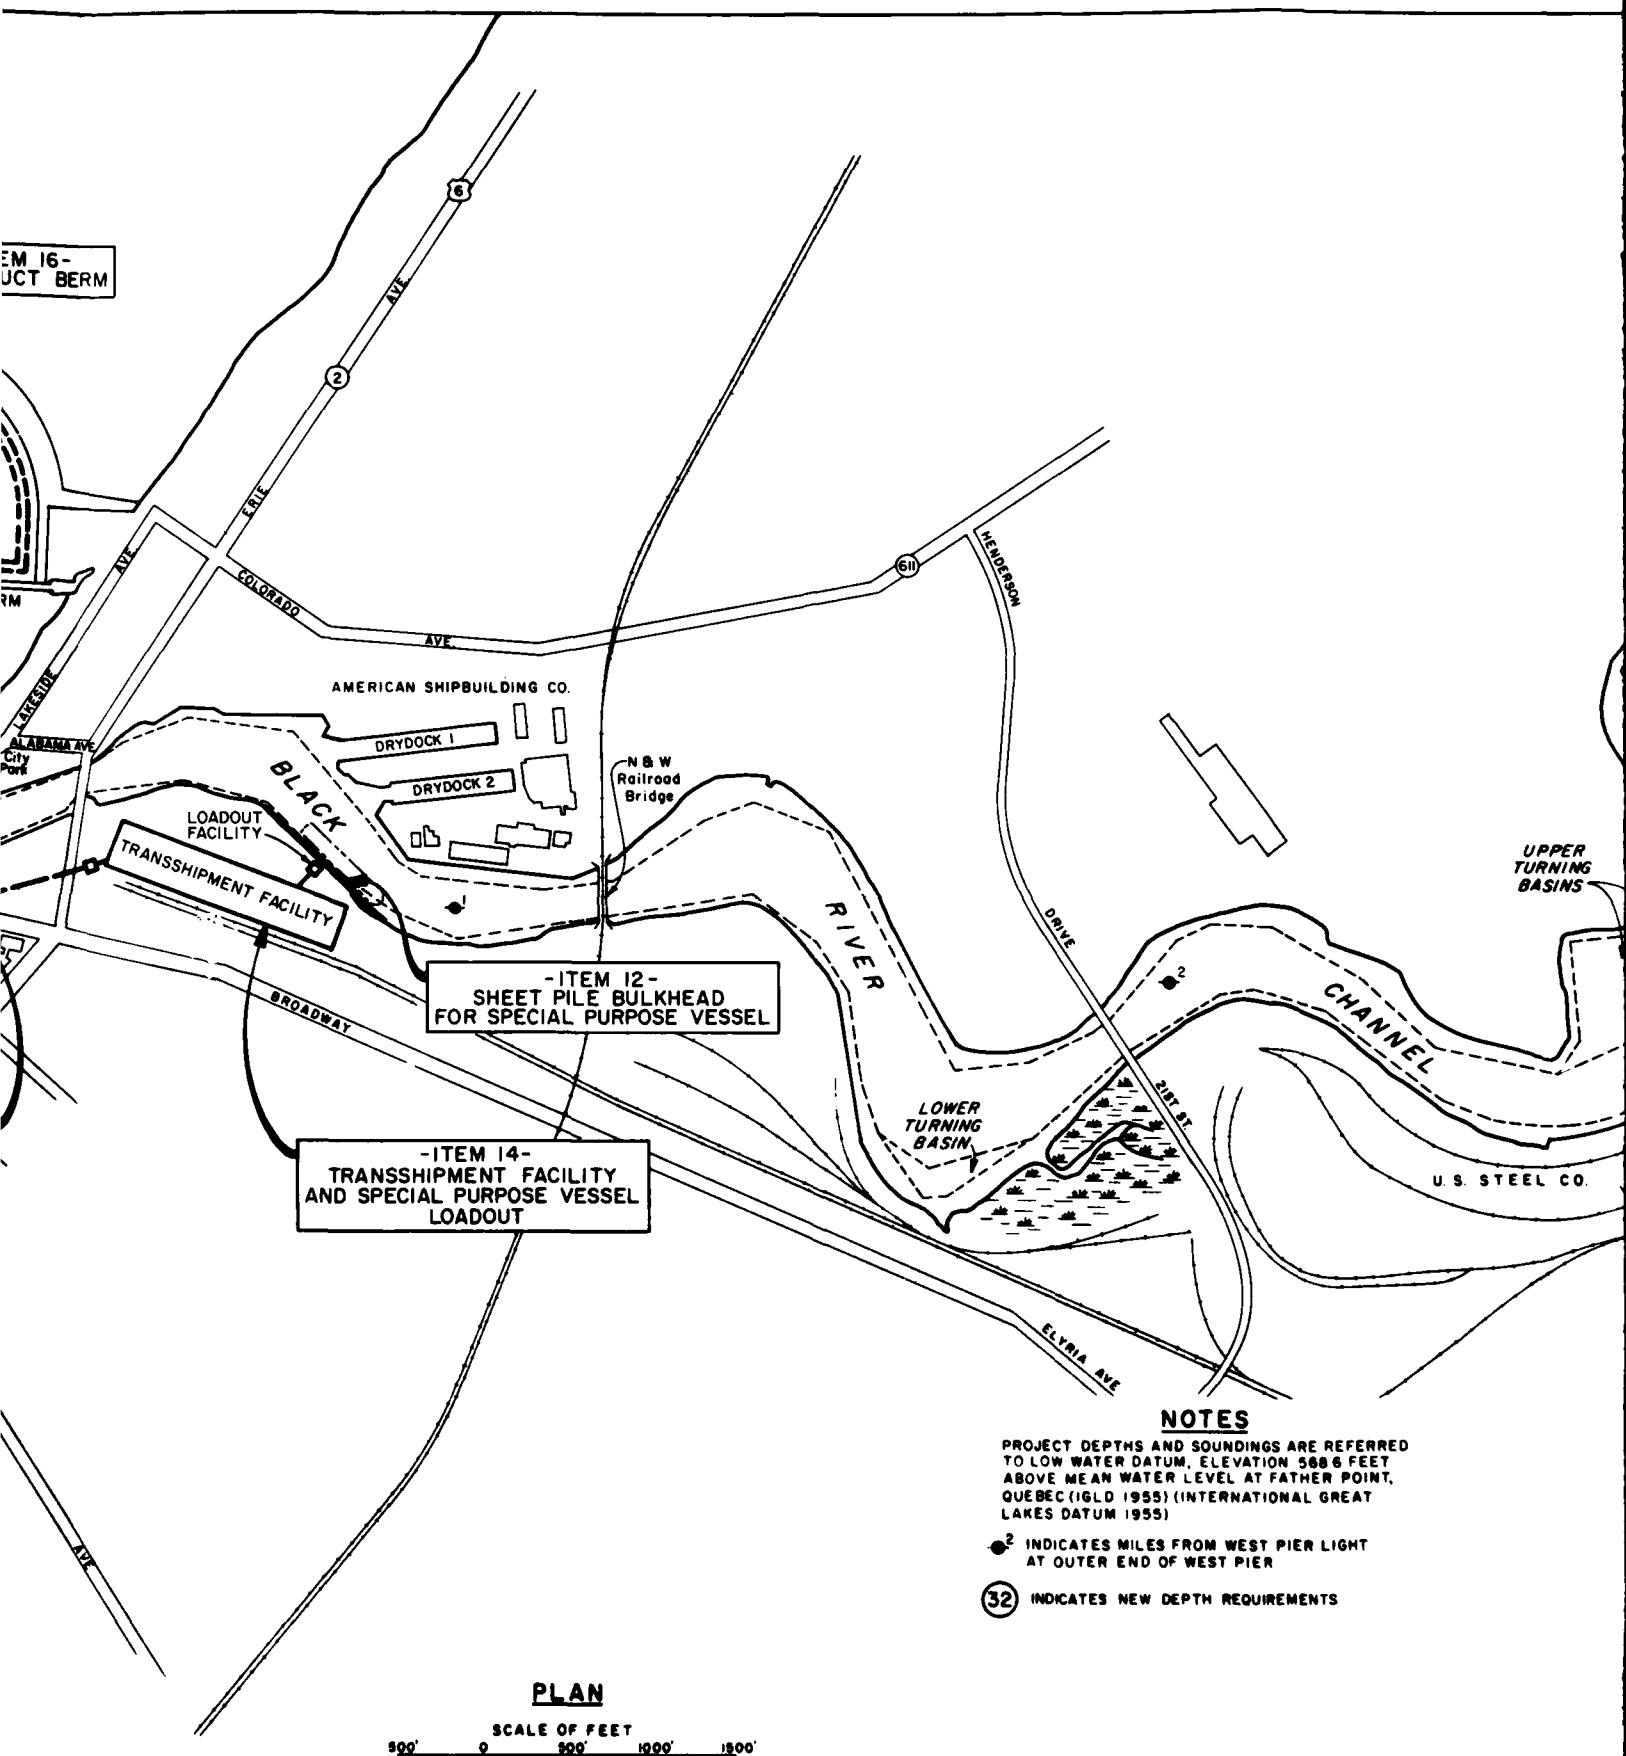 6
EM 16-
UCT BERM
AVE.
2
ERIE
AVE.
COLORADO
611
HENDERSON
RM
AVE.
AMERICAN SHIPBUILDING CO.
LAKESIDE
ALABAMA AVE.
City
Park
DRYDOCK 1
DRYDOCK 2
N & W
Railroad
Bridge
BLACK
LOADOUT
FACILITY
TRANSSHIPMENT FACILITY
1
RIVER
DRIVE
UPPER
TURNING
BASINS
2
CHANNEL
-ITEM 12-
SHEET PILE BULKHEAD
FOR SPECIAL PURPOSE VESSEL
BROADWAY
LOWER
TURNING
BASIN
21ST ST.
U. S. STEEL CO.
-ITEM 14-
TRANSSHIPMENT FACILITY
AND SPECIAL PURPOSE VESSEL
LOADOUT
ELYRIA AVE
NOTES
PROJECT DEPTHS AND SOUNDINGS ARE REFERRED
TO LOW WATER DATUM, ELEVATION 568 6 FEET
ABOVE MEAN WATER LEVEL AT FATHER POINT,
QUEBEC (IGLD 1955) (INTERNATIONAL GREAT
LAKES DATUM 1955)
2 INDICATES MILES FROM WEST PIER LIGHT
AT OUTER END OF WEST PIER
32 INDICATES NEW DEPTH REQUIREMENTS
AVE
PLAN
SCALE OF FEET
500' 0 500' 1000' 1500'